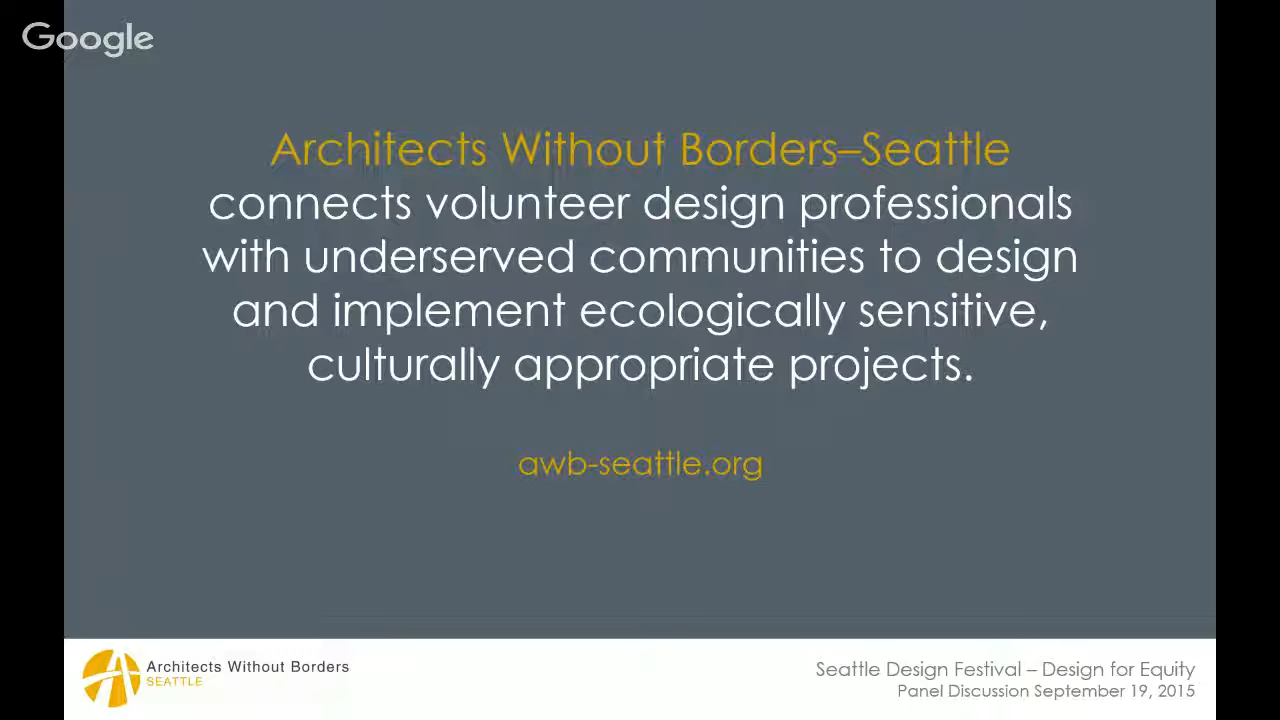 Google
Architects Without Borders–Seattle
connects volunteer design professionals
with underserved communities to design
and implement ecologically sensitive,
culturally appropriate projects.
awb-seattle.org
Architects Without Borders
SEATTLE
Seattle Design Festival – Design for Equity
Panel Discussion September 19, 2015